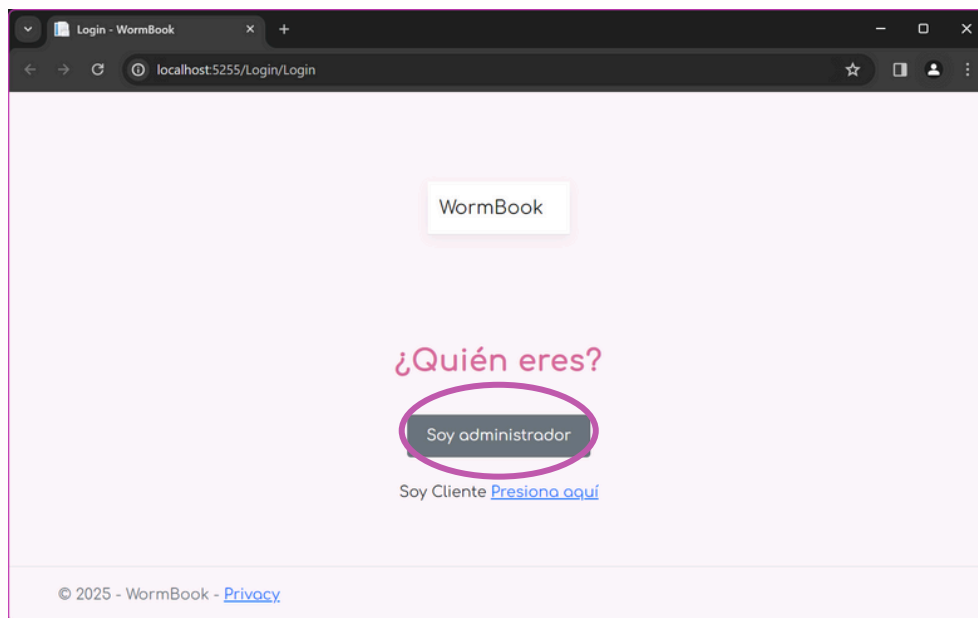 Login - WormBook
localhost:5255/Login/Login
WormBook
¿Quién eres?
Soy administrador
Soy Cliente Presiona aquí
© 2025 - WormBook - Privacy